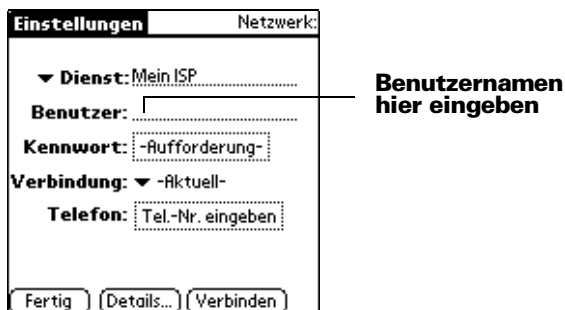 Einstellungen Netzwerk:
Dienst: Mein ISP
Benutzer:
Kennwort: -Aufforderung-
Verbindung: -Aktuell-
Telefon: Tel.-Nr. eingeben
Fertig Details... Verbinden
Benutzernamen
hier eingeben